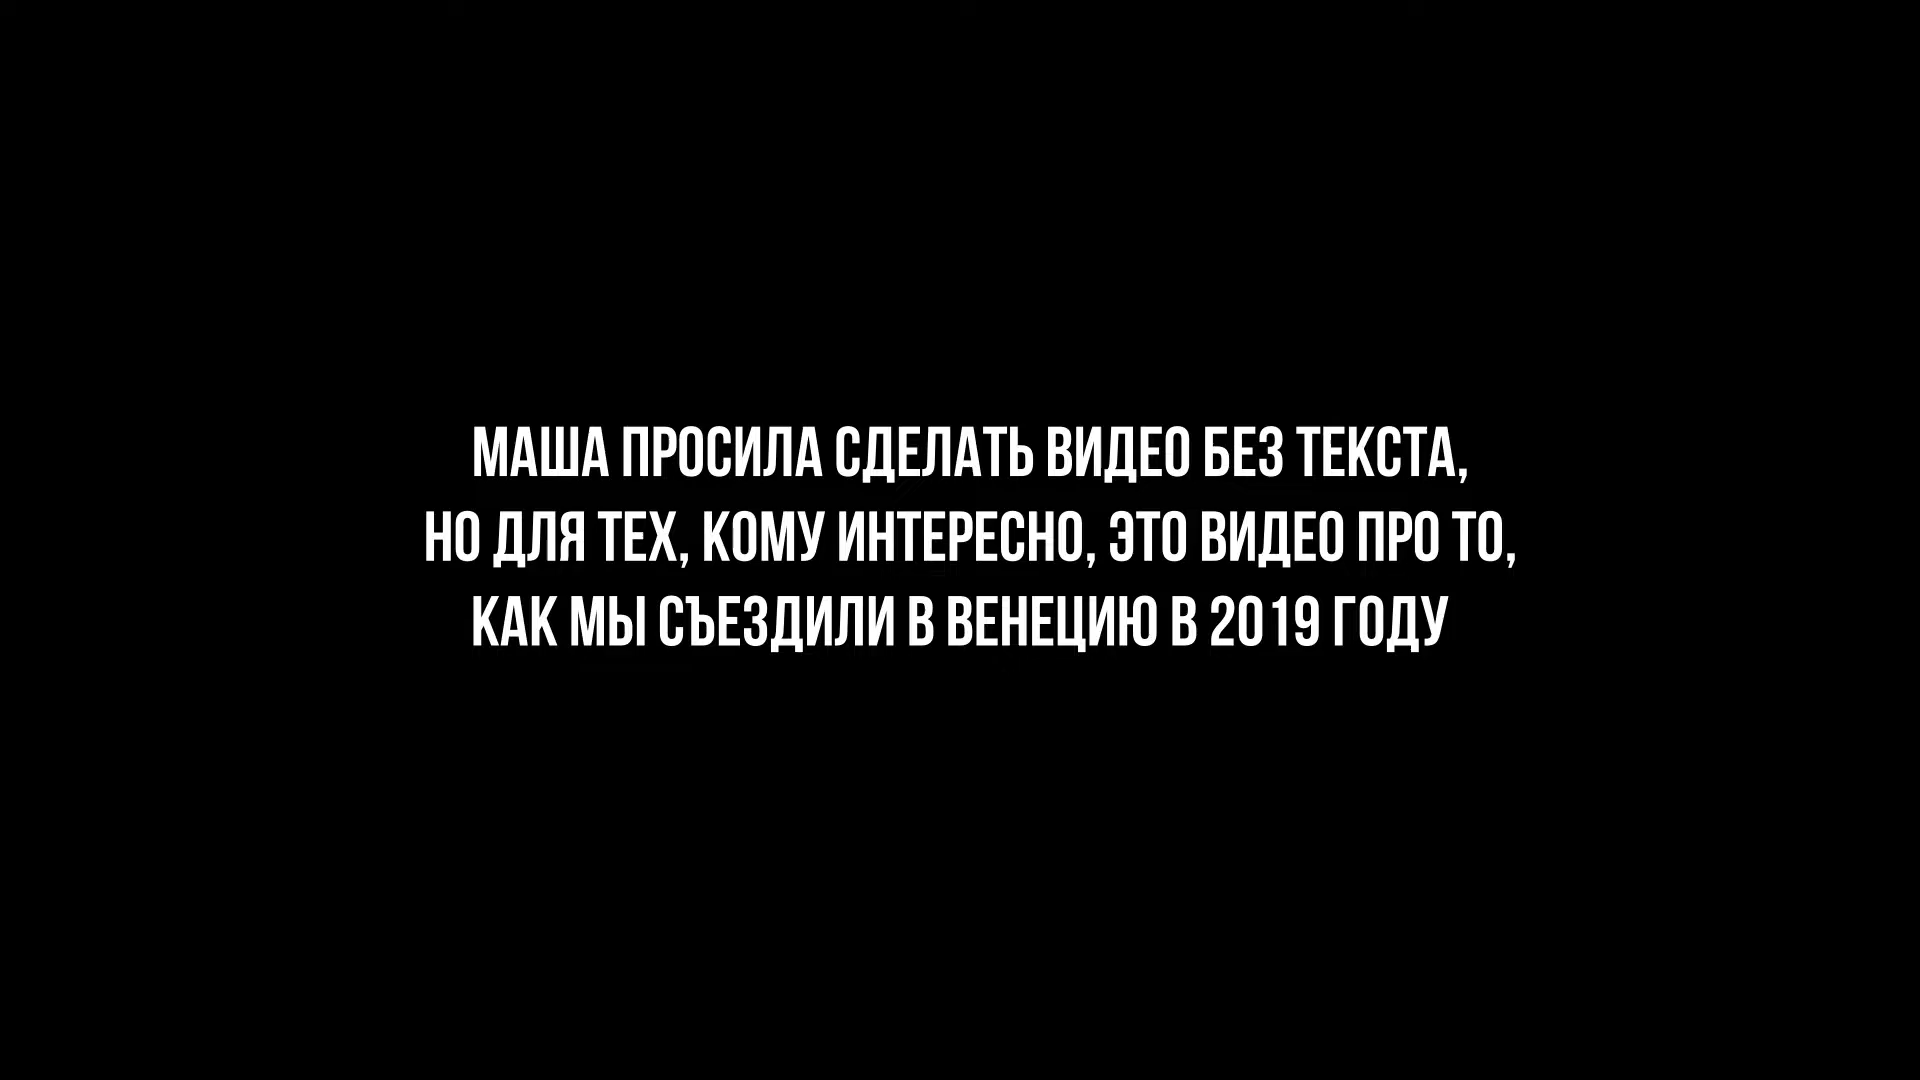 МАША ПРОСИЛА СДЕЛАТЬ ВИДЕО БЕЗ ТЕКСТА,
НО ДЛЯ ТЕХ, КОМУ ИНТЕРЕСНО, ЭТО ВИДЕО ПРО ТО,
КАК МЫ СЪЕЗДИЛИ В ВЕНЕЦИЮ В 2019 ГОДУ